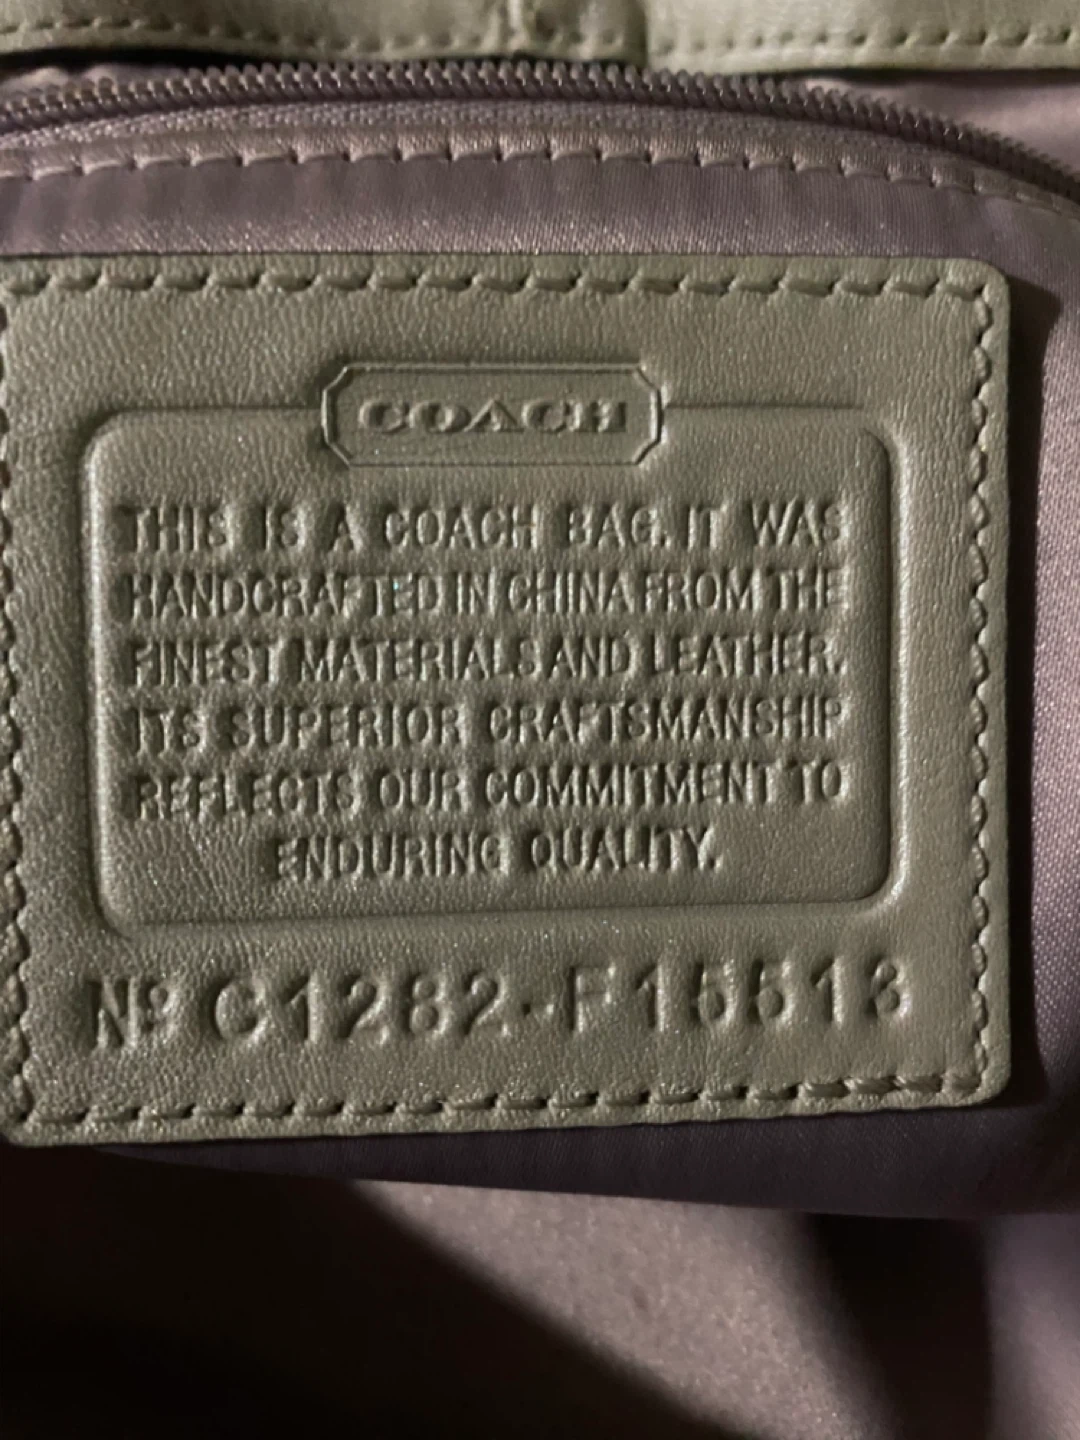 COACH
THIS IS A COACH BAG. IT WAS
HANDCRAFTED IN CHINA FROM THE
FINEST MATERIALS AND LEATHER.
ITS SUPERIOR CRAFTSMANSHIP
REFLECTS OUR COMMITMENT TO
ENDURING QUALITY.
Nº C1282-F15513